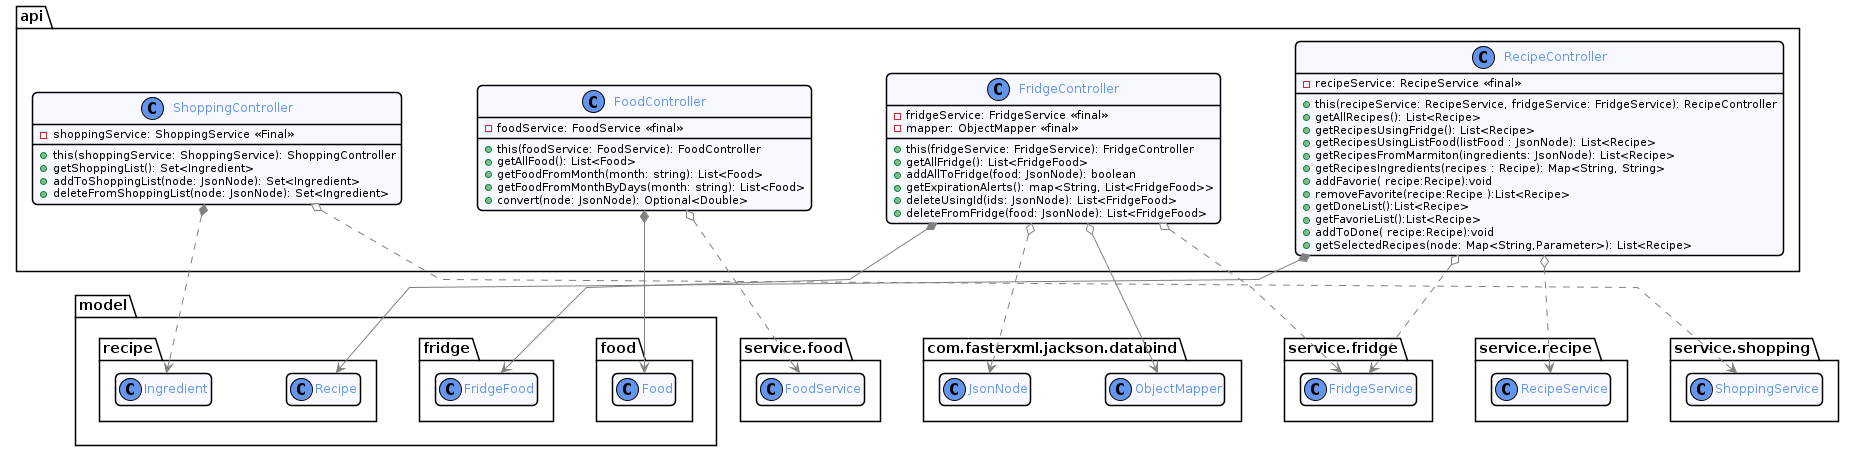 api
C ShoppingController
shoppingService: ShoppingService «Final»
this(shoppingService: ShoppingService): ShoppingController
getShoppingList(): Set<Ingredient>
addToShoppingList(node: JsonNode): Set<Ingredient>
deleteFromShoppingList(node: JsonNode): Set<Ingredient>
C FoodController
foodService: FoodService «final»
this(foodService: FoodService): FoodController
getAllFood(): List<Food>
getFoodFromMonth(month: string): List<Food>
getFoodFromMonthByDays(month: string): List<Food>
convert(node: JsonNode): Optional<Double>
C FridgeController
fridgeService: FridgeService «final»
mapper: ObjectMapper «final»
this(fridgeService: FridgeService): FridgeController
getAllFridge(): List<FridgeFood>
addAllToFridge(food: JsonNode): boolean
getExpirationAlerts(): map<String, List<FridgeFood>>
deleteUsingId(ids: JsonNode): List<FridgeFood>
deleteFromFridge(food: JsonNode): List<FridgeFood>
C RecipeController
recipeService: RecipeService «final»
this(recipeService: RecipeService, fridgeService: FridgeService): RecipeController
getAllRecipes(): List<Recipe>
getRecipesUsingFridge(): List<Recipe>
getRecipesUsingListFood(listFood : JsonNode): List<Recipe>
getRecipesFromMarmiton(ingredients: JsonNode): List<Recipe>
getRecipesIngredients(recipes : Recipe): Map<String, String>
addFavorie( recipe:Recipe):void
removeFavorite(recipe:Recipe ):List<Recipe>
getDoneList():List<Recipe>
getFavorieList():List<Recipe>
addToDone( recipe:Recipe):void
getSelectedRecipes(node: Map<String,Parameter>): List<Recipe>
model
recipe
C Ingredient
C Recipe
fridge
C FridgeFood
food
C Food
service.food
C FoodService
com.fasterxml.jackson.databind
C JsonNode
C ObjectMapper
service.fridge
C FridgeService
service.recipe
C RecipeService
service.shopping
C ShoppingService